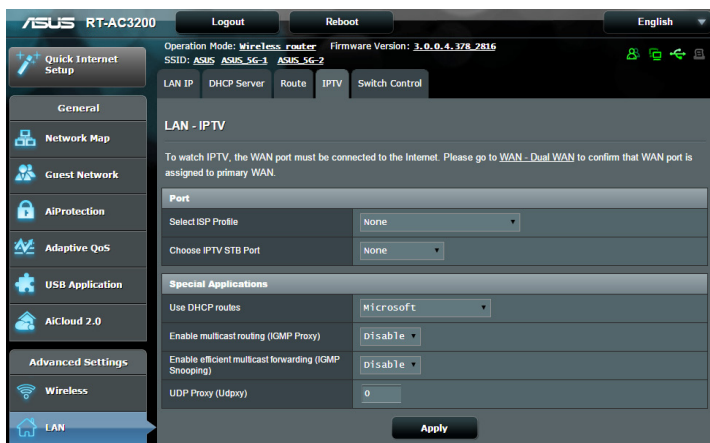 ASUS RT-AC3200 Logout Reboot English
Quick Internet Setup
Operation Mode: Wireless router Firmware Version: 3.0.0.4.378_2816
SSID: ASUS ASUS_5G-1 ASUS_5G-2
LAN IP DHCP Server Route IPTV Switch Control
General
Network Map
Guest Network
AiProtection
Adaptive QoS
USB Application
AiCloud 2.0
Advanced Settings
Wireless
LAN
LAN - IPTV
To watch IPTV, the WAN port must be connected to the Internet. Please go to WAN - Dual WAN to confirm that WAN port is
assigned to primary WAN.
Port
Select ISP Profile None
Choose IPTV STB Port None
Special Applications
Use DHCP routes Microsoft
Enable multicast routing (IGMP Proxy) Disable
Enable efficient multicast forwarding (IGMP
Snooping) Disable
UDP Proxy (Udpxy) 0
Apply